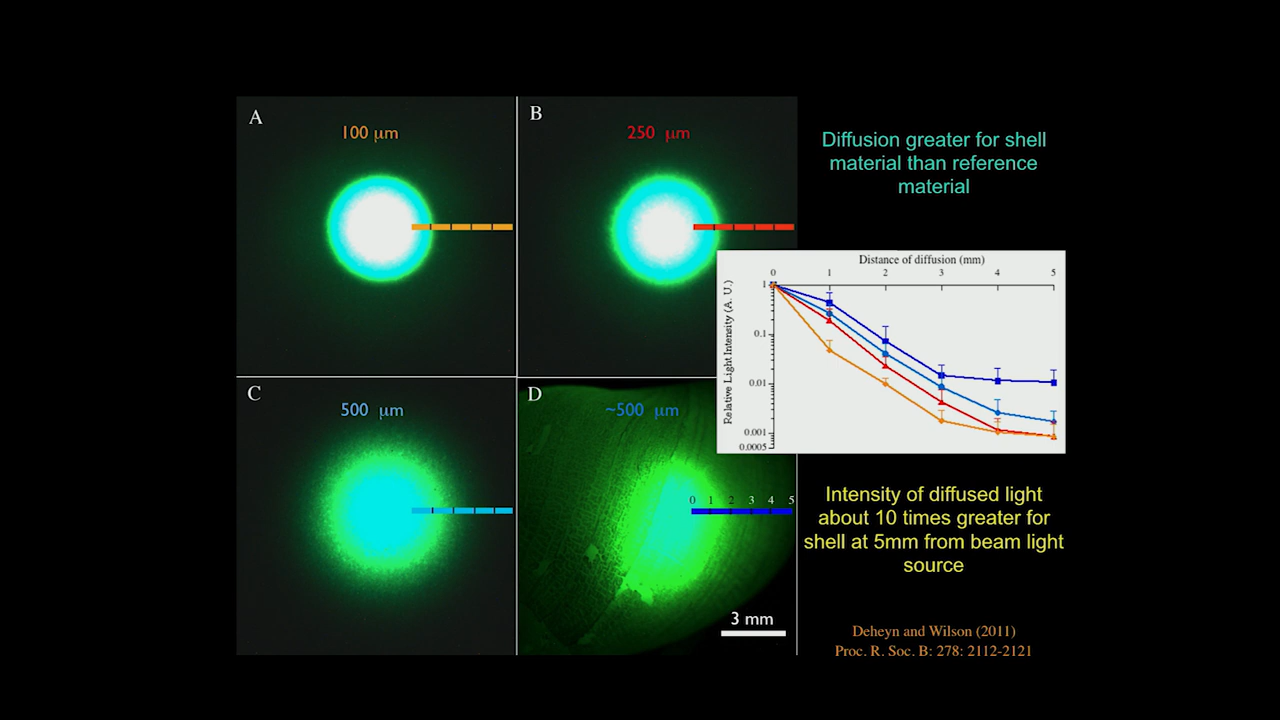 A
100 μm
B
250 μm
C
500 μm
D
~500 μm
0 1 2 3 4 5
3 mm
Diffusion greater for shell
material than reference
material
Distance of diffusion (mm)
0 1 2 3 4 5
Relative Light Intensity (A. U.)
1
0.1
0.01
0.001
0.0005
Intensity of diffused light
about 10 times greater for
shell at 5mm from beam light
source
Deheyn and Wilson (2011)
Proc. R. Soc. B: 278: 2112-2121